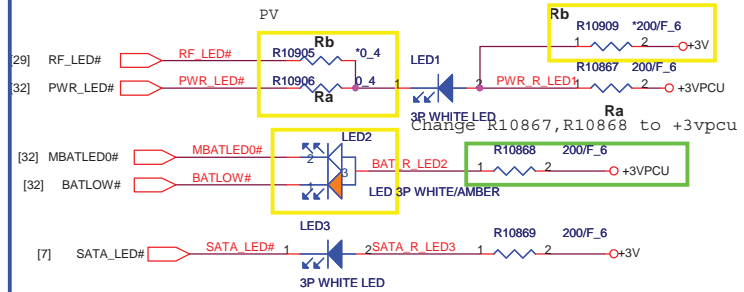 PV
Rb
R10909 *200/F_6
1 2 +3V
[29] RF_LED# RF_LED# R10905 Rb *0_4 LED1
R10867 200/F_6
[32] PWR_LED# PWR_LED# R10906 Ra 0_4 1 2 PWR_R_LED1 1 2 +3VPCU
3P WHITE LED
Ra
Change R10867,R10868 to +3vpcu
LED2
R10868 200/F_6
[32] MBATLED0# MBATLED0# 2 3 BAT_R_LED2 1 2 +3VPCU
[32] BATLOW# BATLOW# 1
LED 3P WHITE/AMBER
LED3
R10869 200/F_6
[7] SATA_LED# SATA_LED# 1 2 SATA_R_LED3 1 2 +3V
3P WHITE LED